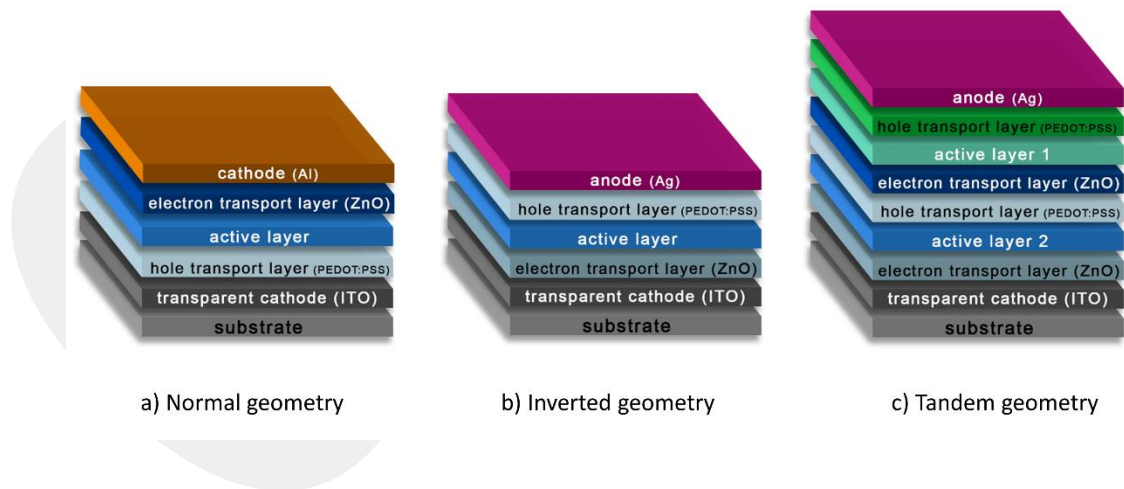 cathode (Al)
electron transport layer (ZnO)
active layer
hole transport layer (PEDOT:PSS)
transparent cathode (ITO)
substrate
a) Normal geometry
anode (Ag)
hole transport layer (PEDOT:PSS)
active layer
electron transport layer (ZnO)
transparent cathode (ITO)
substrate
b) Inverted geometry
anode (Ag)
hole transport layer (PEDOT:PSS)
active layer 1
electron transport layer (ZnO)
hole transport layer (PEDOT:PSS)
active layer 2
electron transport layer (ZnO)
transparent cathode (ITO)
substrate
c) Tandem geometry